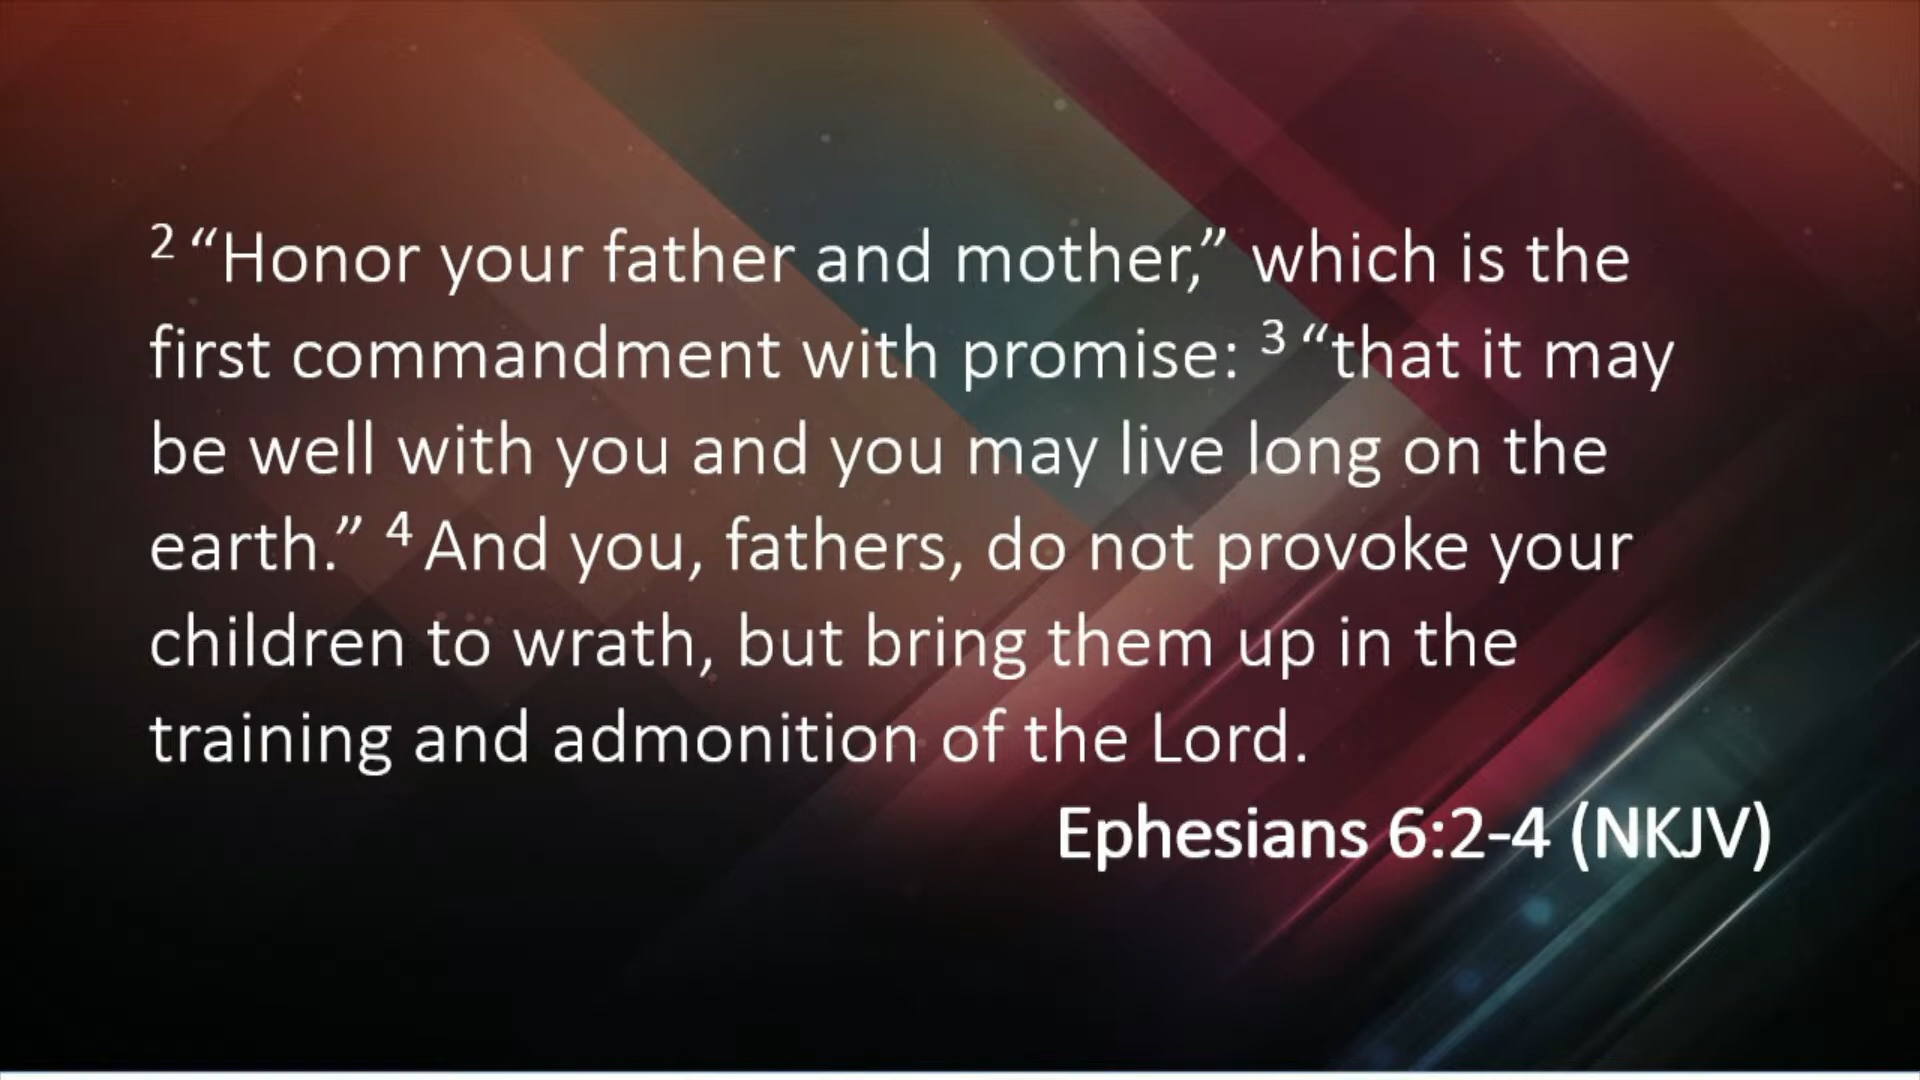 2 “Honor your father and mother,” which is the
first commandment with promise: 3 “that it may
be well with you and you may live long on the
earth.” 4 And you, fathers, do not provoke your
children to wrath, but bring them up in the
training and admonition of the Lord.
Ephesians 6:2-4 (NKJV)